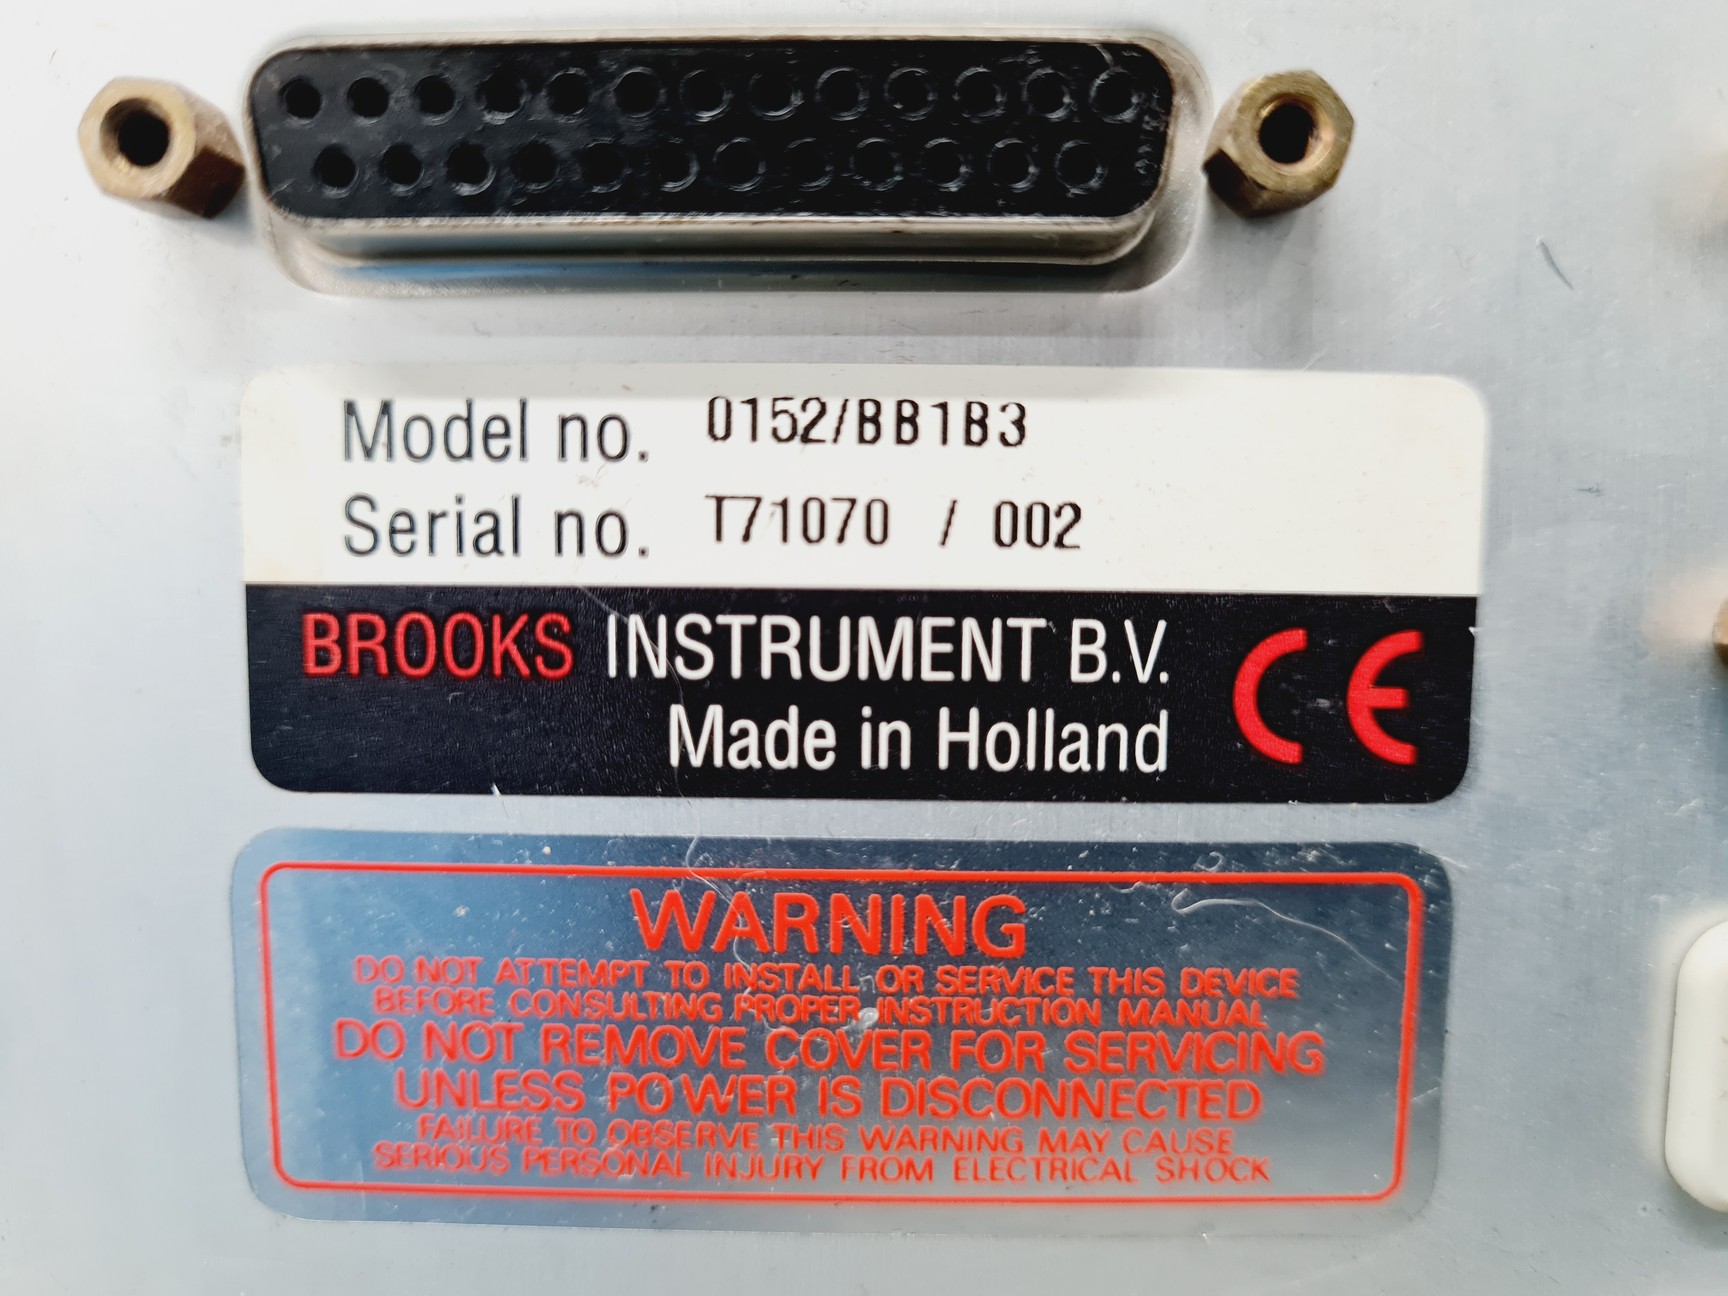 Model no. 0152/BB1B3
Serial no. T71070 / 002
BROOKS INSTRUMENT B.V.
Made in Holland
CE
WARNING
DO NOT ATTEMPT TO INSTALL OR SERVICE THIS DEVICE
BEFORE CONSULTING PROPER INSTRUCTION MANUAL
DO NOT REMOVE COVER FOR SERVICING
UNLESS POWER IS DISCONNECTED
FAILURE TO OBSERVE THIS WARNING MAY CAUSE
SERIOUS PERSONAL INJURY FROM ELECTRICAL SHOCK